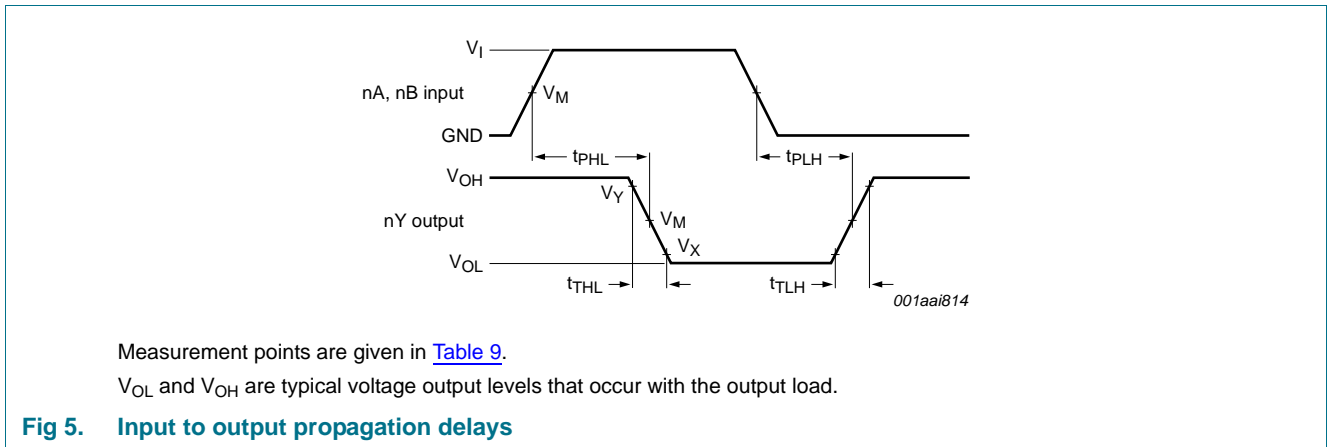 V_I
nA, nB input
V_M
GND
t_PHL
t_PLH
V_OH
V_Y
nY output
V_M
V_X
V_OL
t_THL
t_TLH
001aai814
Measurement points are given in Table 9.
V_OL and V_OH are typical voltage output levels that occur with the output load.
Fig 5. Input to output propagation delays